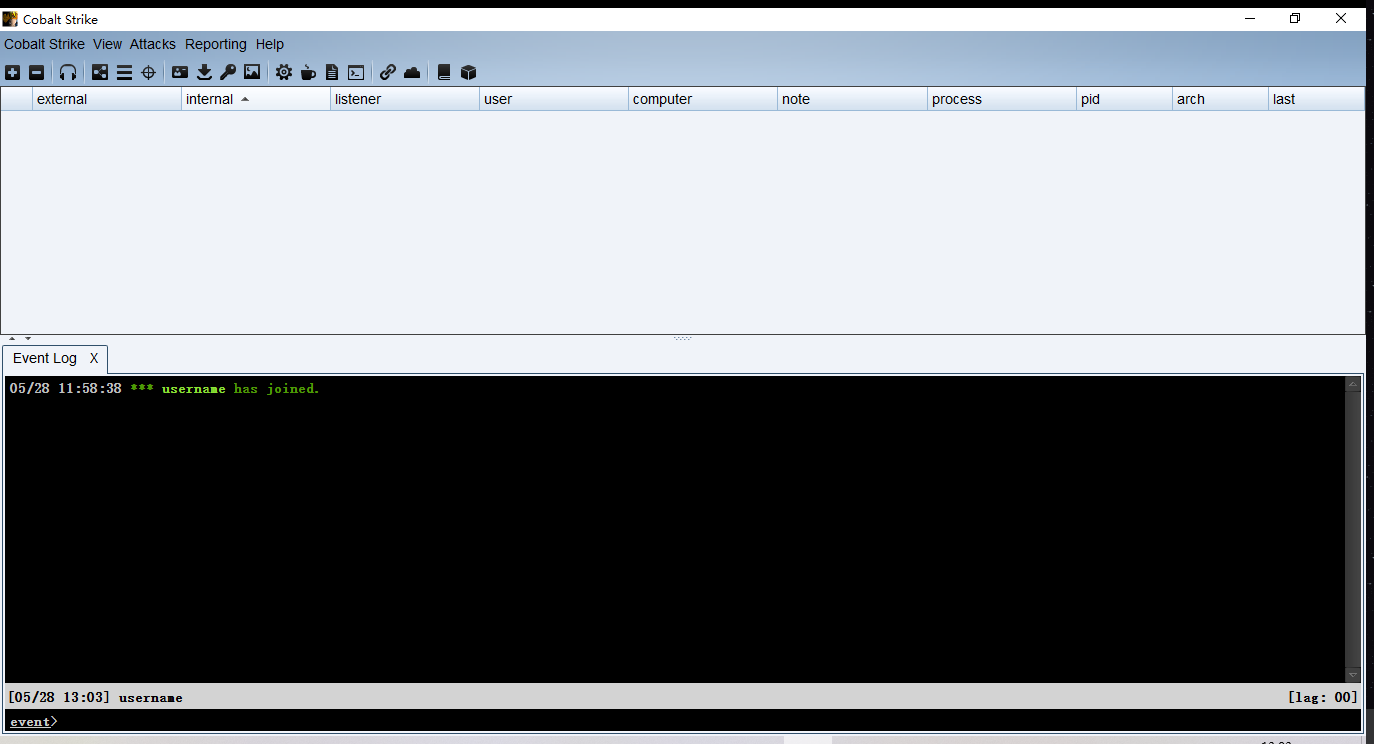 Cobalt Strike
Cobalt Strike View Attacks Reporting Help
external internal listener user computer note process pid arch last
Event Log X
05/28 11:58:38 *** username has joined.
[05/28 13:03] username [lag: 00]
event>